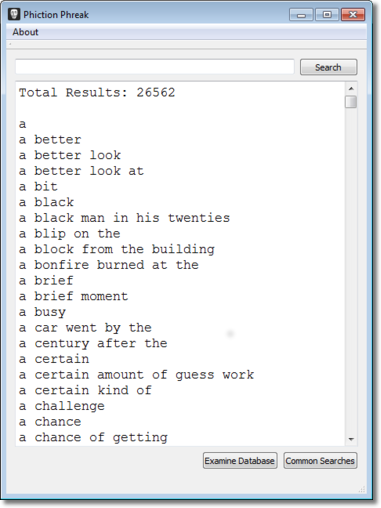 Phiction Phreak
About
Search
Total Results: 26562
a
a better
a better look
a better look at
a bit
a black
a black man in his twenties
a blip on the
a block from the building
a bonfire burned at the
a brief
a brief moment
a busy
a car went by the
a century after the
a certain
a certain amount of guess work
a certain kind of
a challenge
a chance
a chance of getting
Examine Database Common Searches